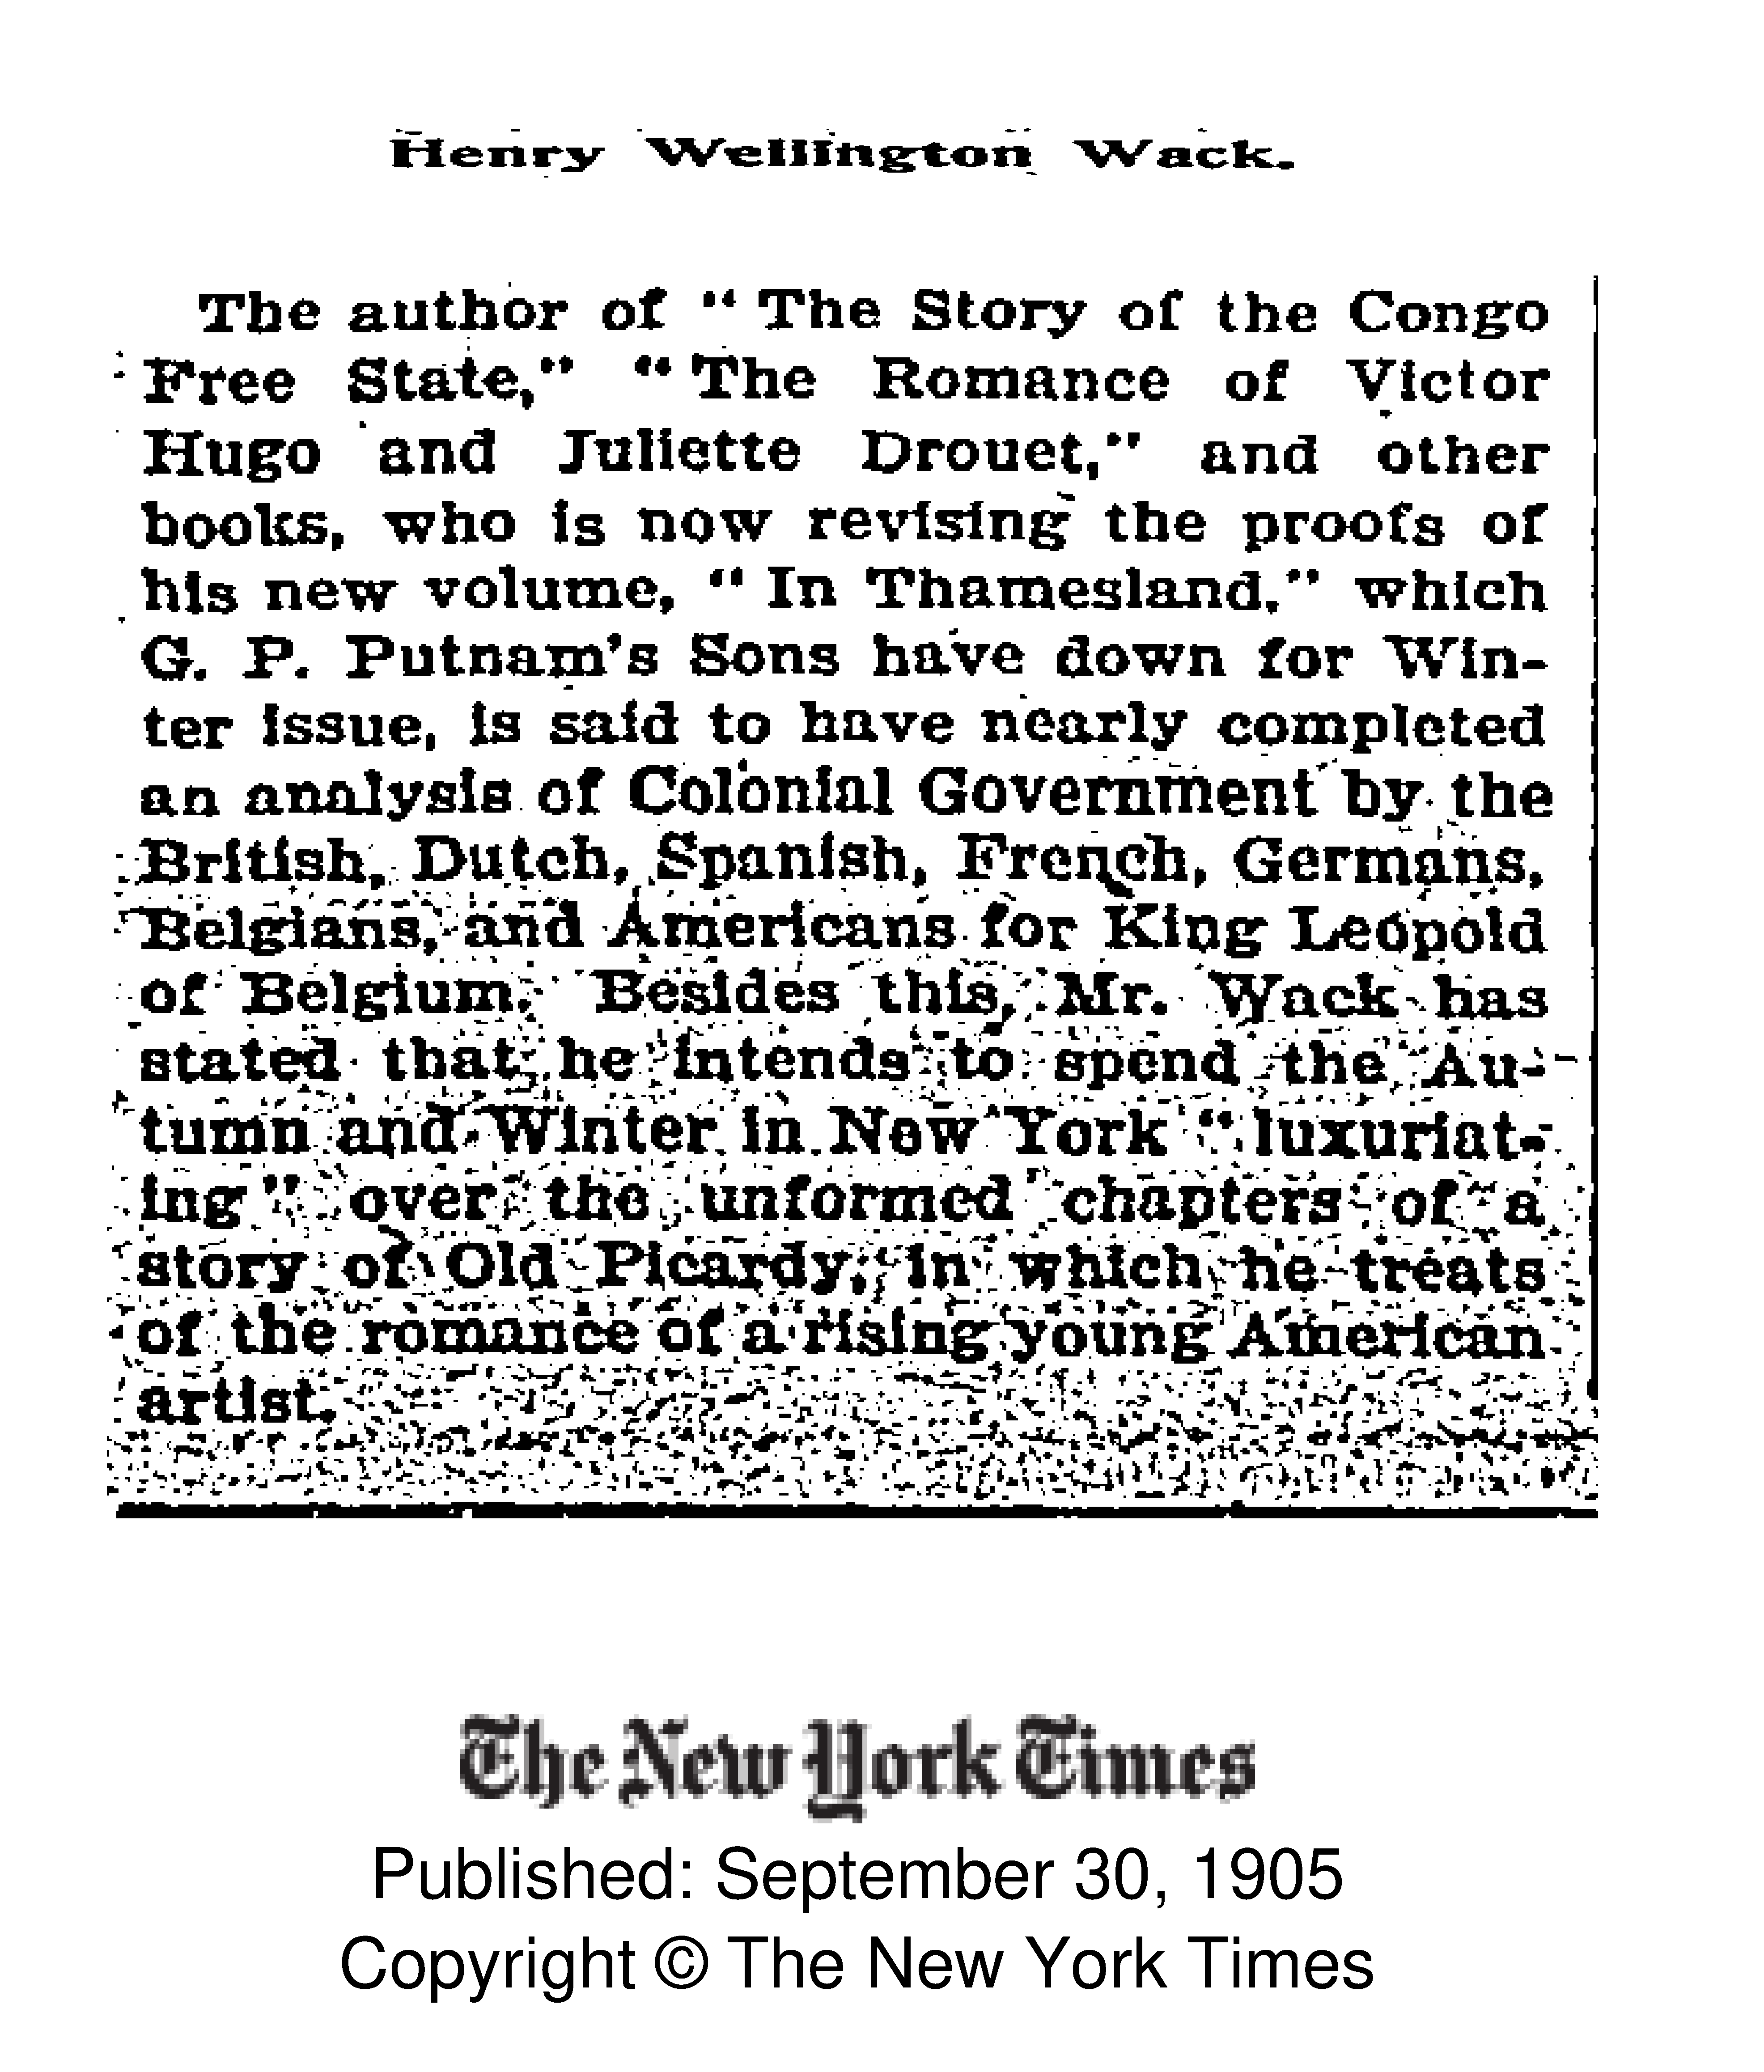 Henry Wellington Wack.
The author of "The Story of the Congo
Free State," "The Romance of Victor
Hugo and Juliette Drouet," and other
books, who is now revising the proofs of
his new volume, "In Thamesland," which
G. P. Putnam's Sons have down for Win-
ter issue, is said to have nearly completed
an analysis of Colonial Government by the
British, Dutch, Spanish, French, Germans,
Belgians, and Americans for King Leopold
of Belgium. Besides this, Mr. Wack has
stated that he intends to spend the Au-
tumn and Winter in New York "luxuriat-
ing" over the unformed chapters of a
story of Old Picardy, in which he treats
of the romance of a rising young American
artist.
The New York Times
Published: September 30, 1905
Copyright © The New York Times